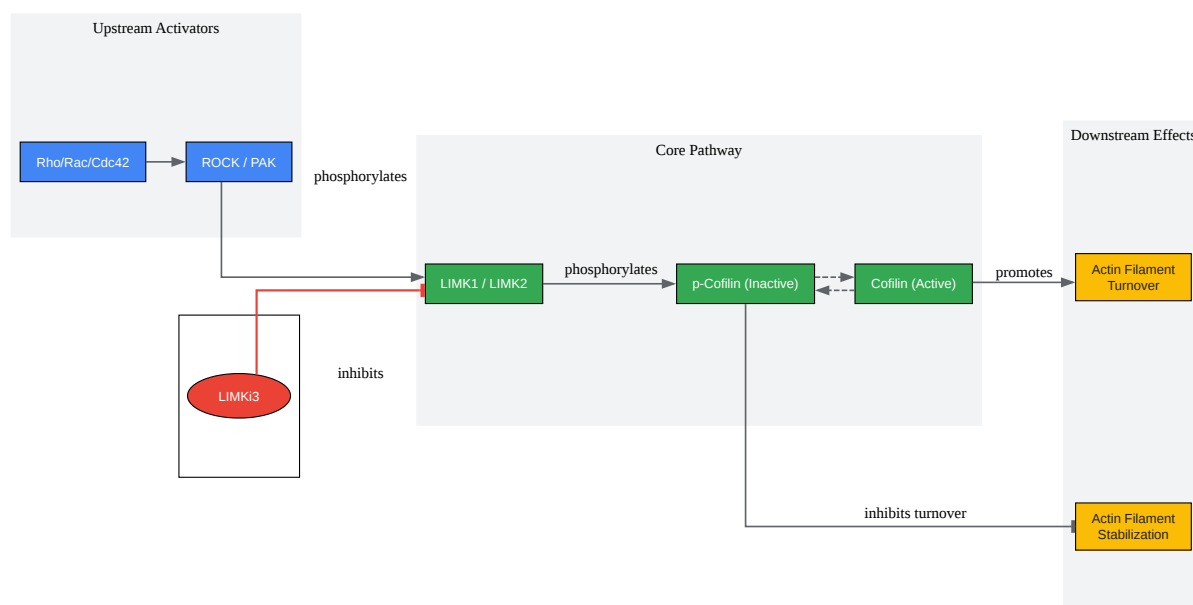 Upstream Activators
Rho/Rac/Cdc42
ROCK / PAK
phosphorylates
Core Pathway
Downstream Effects
LIMK1 / LIMK2
phosphorylates
p-Cofilin (Inactive)
Cofilin (Active)
promotes
Actin Filament
Turnover
inhibits
LIMKi3
inhibits turnover
Actin Filament
Stabilization